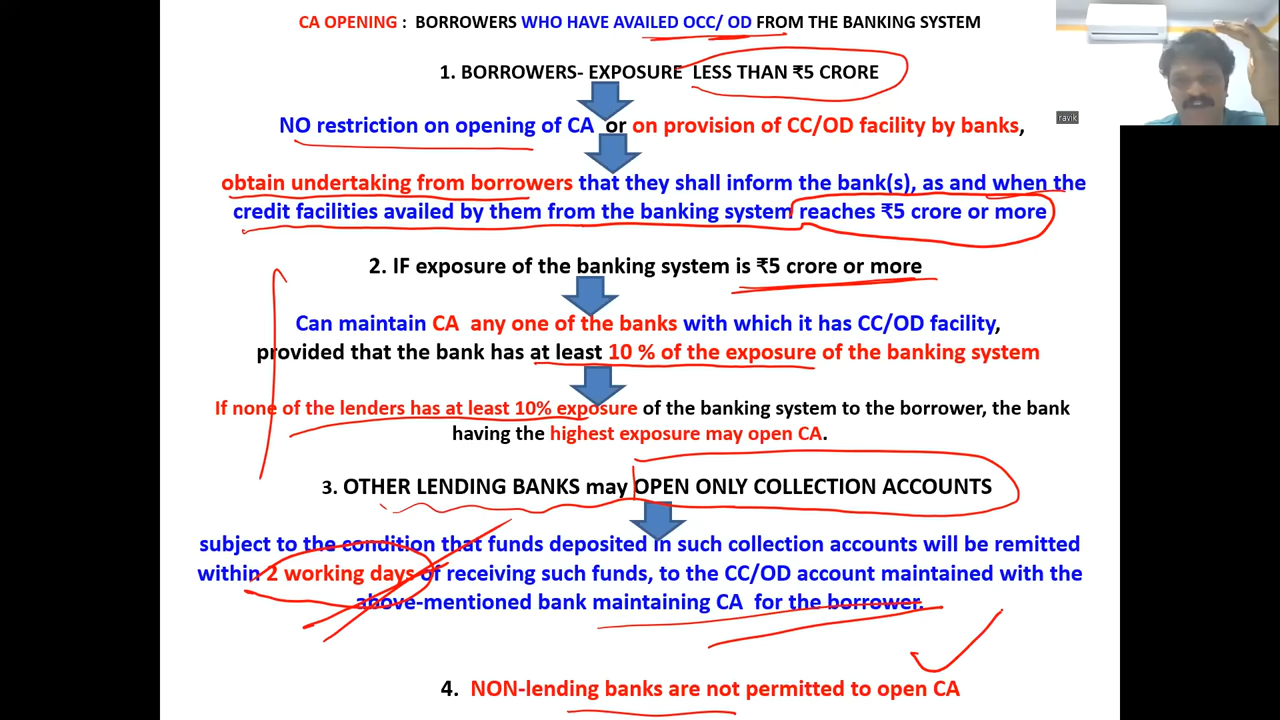 CA OPENING : BORROWERS WHO HAVE AVAILED OCC/ OD FROM THE BANKING SYSTEM
1. BORROWERS- EXPOSURE LESS THAN ₹5 CRORE
NO restriction on opening of CA or on provision of CC/OD facility by banks,
ravik
obtain undertaking from borrowers that they shall inform the bank(s), as and when the
credit facilities availed by them from the banking system reaches ₹5 crore or more
2. IF exposure of the banking system is ₹5 crore or more
Can maintain CA any one of the banks with which it has CC/OD facility,
provided that the bank has at least 10 % of the exposure of the banking system
If none of the lenders has at least 10% exposure of the banking system to the borrower, the bank
having the highest exposure may open CA.
3. OTHER LENDING BANKS may OPEN ONLY COLLECTION ACCOUNTS
subject to the condition that funds deposited in such collection accounts will be remitted
within 2 working days of receiving such funds, to the CC/OD account maintained with the
above-mentioned bank maintaining CA for the borrower.
4. NON-lending banks are not permitted to open CA